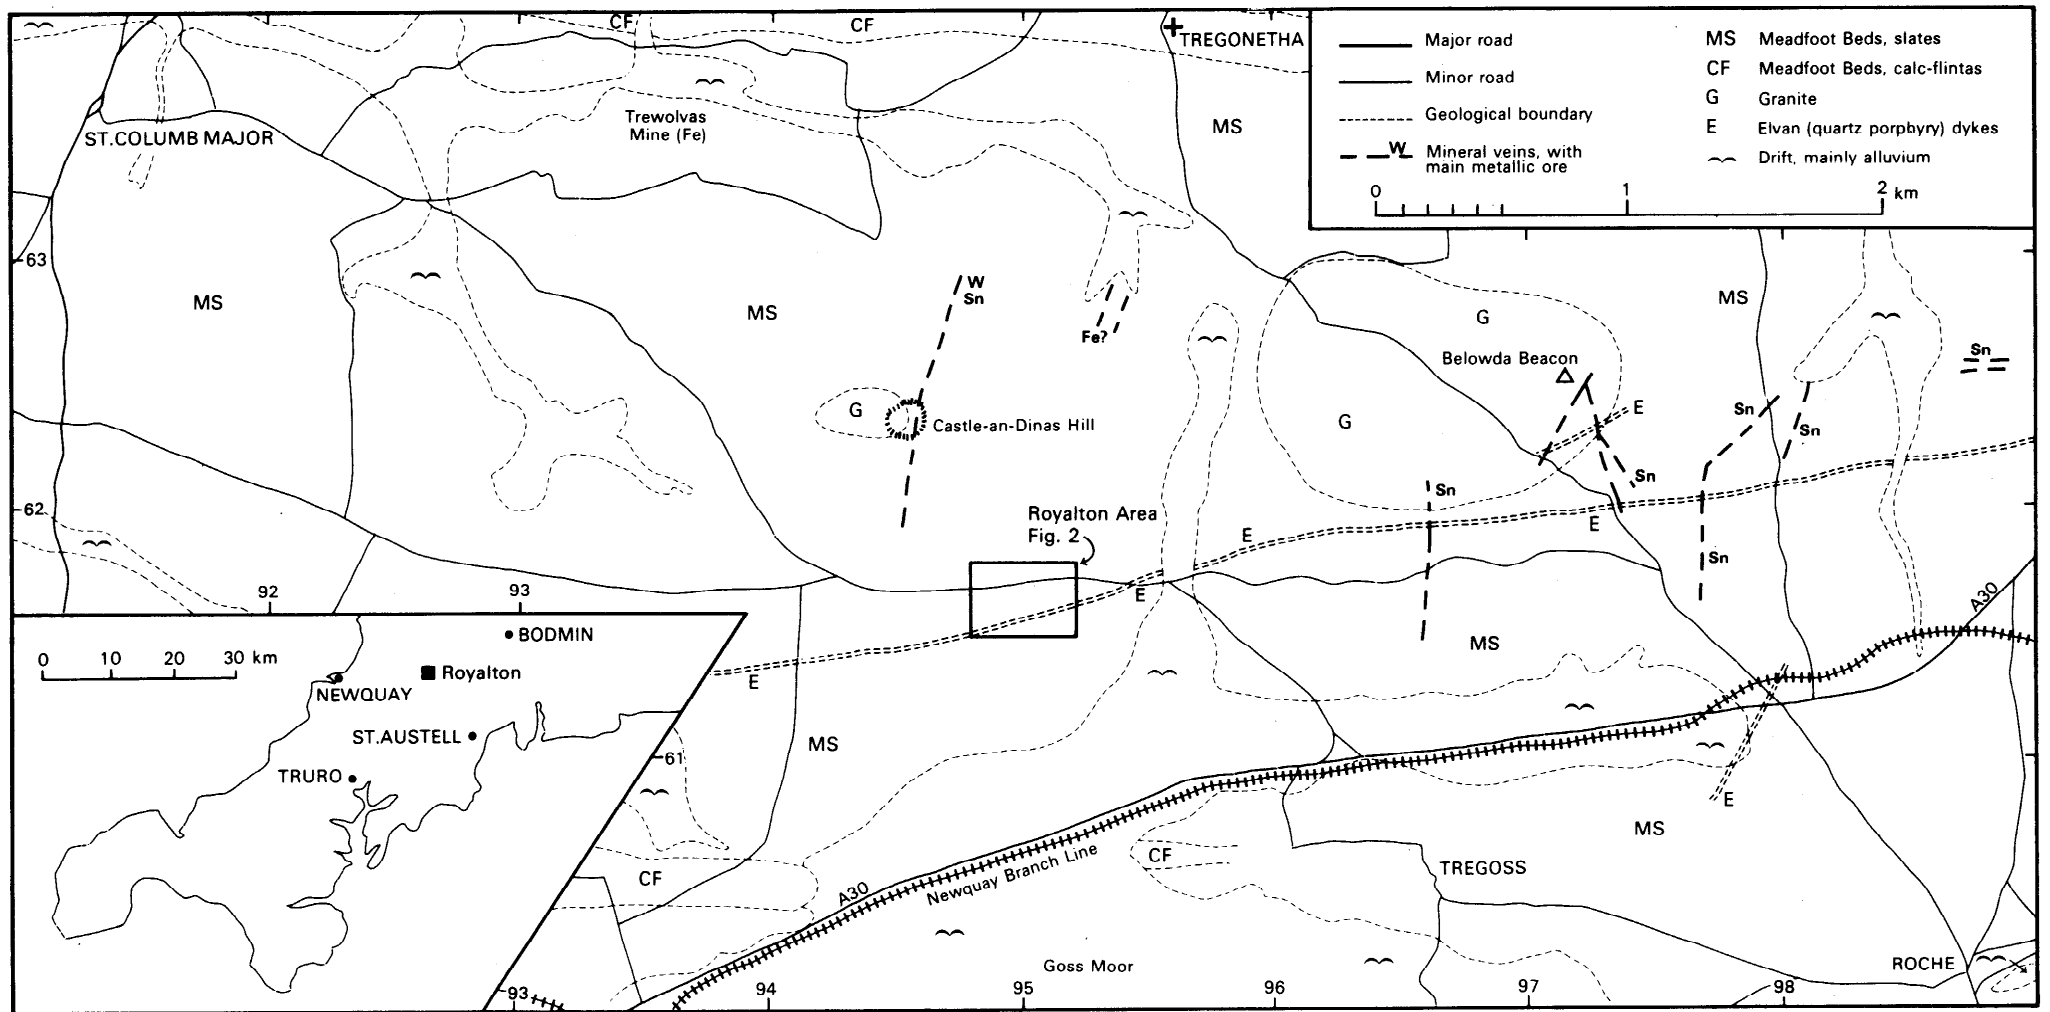 CF
CF
TREGONETHA
ST.COLUMB MAJOR
Trewolvas
Mine (Fe)
MS
Major road
Minor road
Geological boundary
W
Mineral veins, with
main metallic ore
MS Meadfoot Beds, slates
CF Meadfoot Beds, calc-flintas
G Granite
E Elvan (quartz porphyry) dykes
Drift, mainly alluvium
0 1 2 km
63
MS
MS
W
Sn
Fe?
G
MS
Belowda Beacon
Sn
G
Castle-an-Dinas Hill
G
E
Sn
Sn
Sn
Sn
62
Royalton Area
Fig. 2
E
E
Sn
92
93
E
A30
MS
E
MS
61
E
MS
CF
A30
Newquay Branch Line
CF
TREGOSS
Goss Moor
ROCHE
93
94
95
96
97
98
0 10 20 30 km
BODMIN
Royalton
NEWQUAY
ST.AUSTELL
TRURO